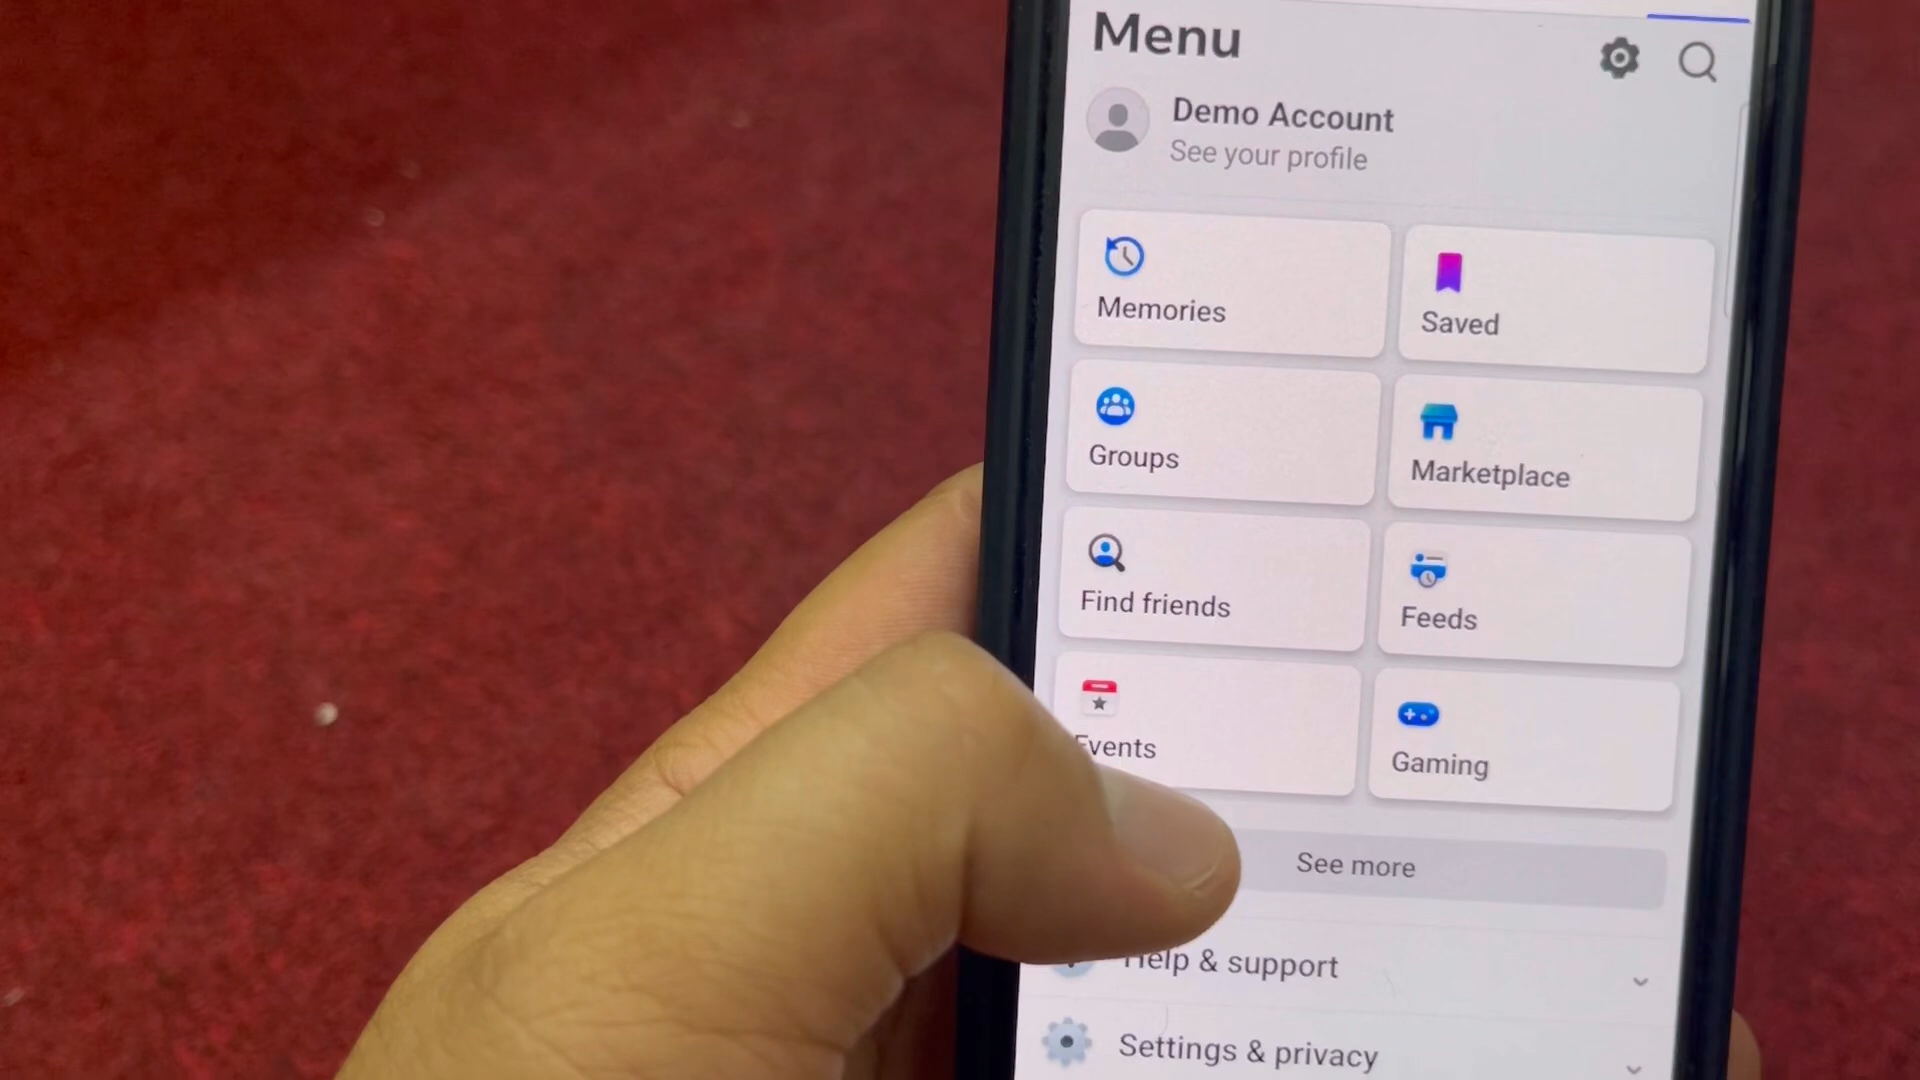 Menu
Demo Account
See your profile
Memories
Saved
Groups
Marketplace
Find friends
Feeds
Events
Gaming
See more
Help & support
Settings & privacy